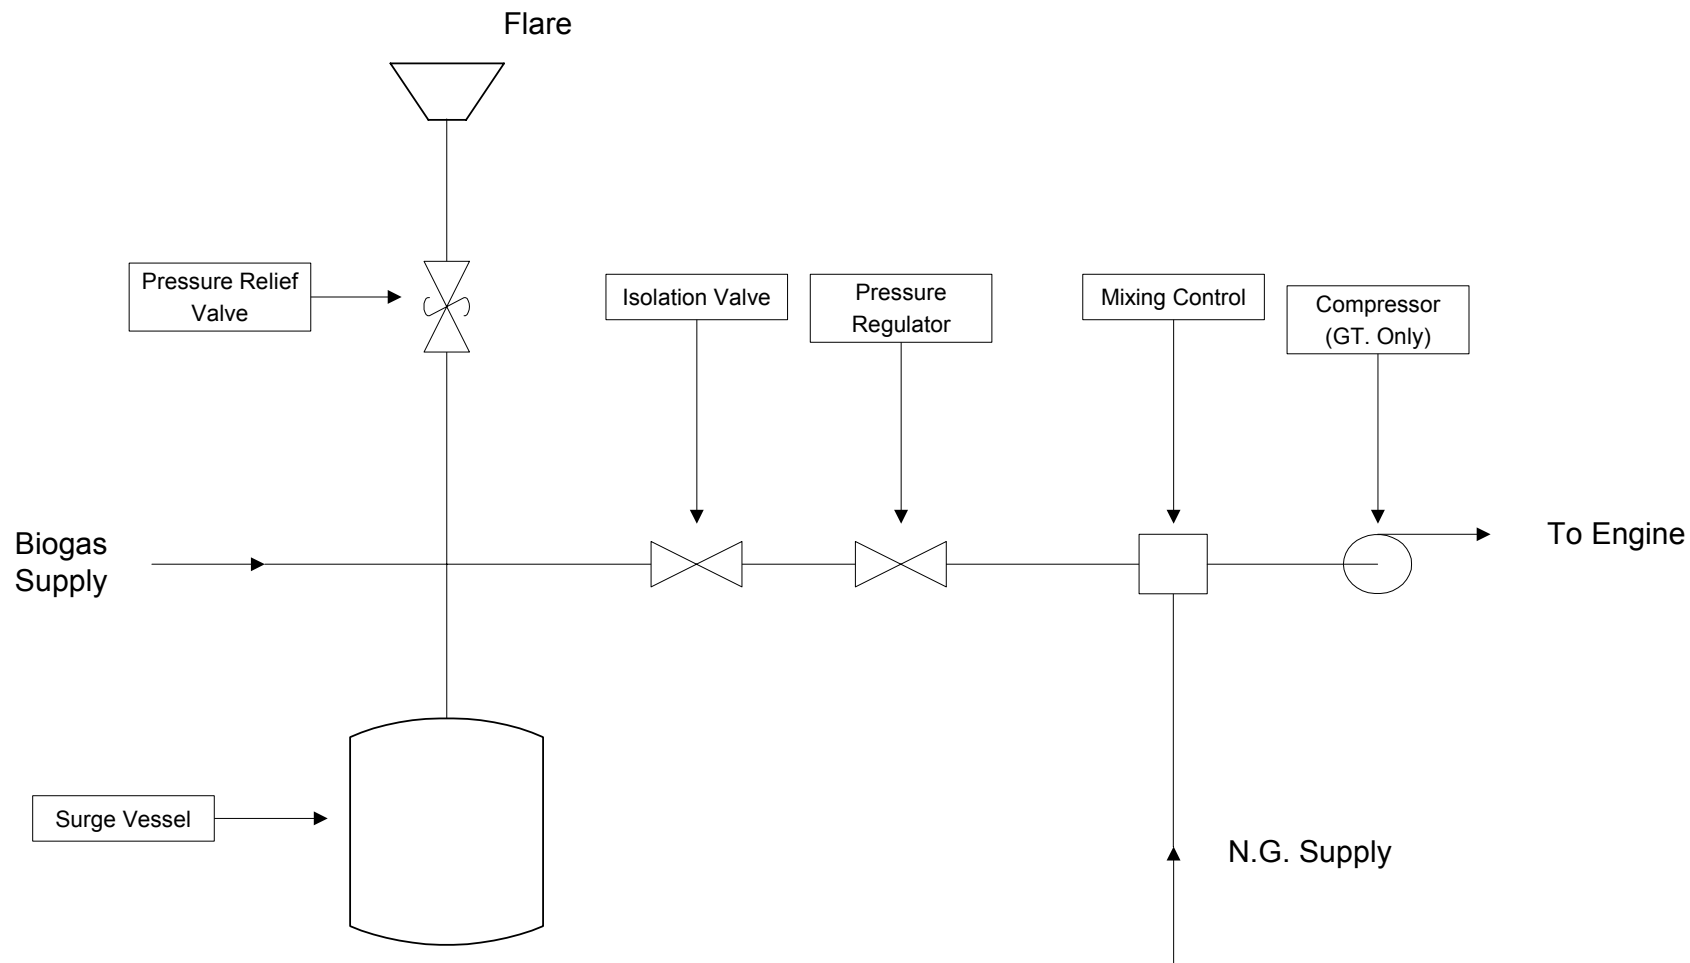 Flare
Pressure Relief
Valve
Isolation Valve
Pressure
Regulator
Mixing Control
Compressor
(GT. Only)
Biogas
Supply
To Engine
Surge Vessel
N.G. Supply